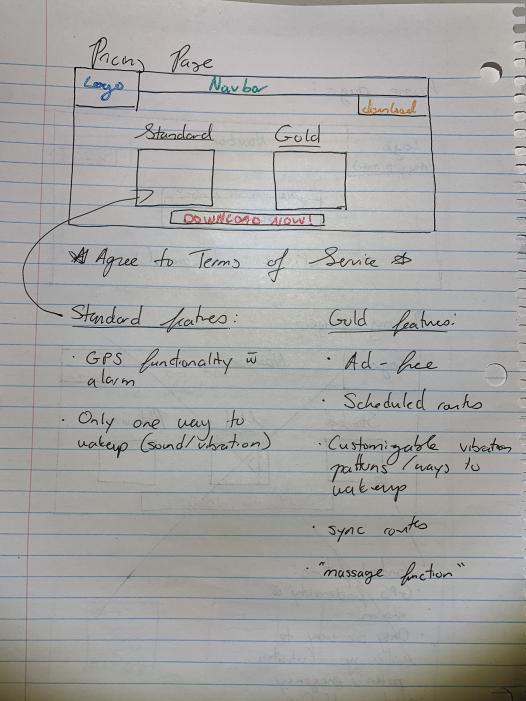 Pricing Page
Logo
Navbar
download
Standard
Gold
DOWNLOAD NOW!
* Agree to Terms of Service *
Standard features:
· GPS functionality w̄
alarm
· Only one way to
wakeup (sound/vibration)
Gold features:
· Ad-free
· Scheduled routes
· Customizable vibration
patterns/ways to
wakeup
· sync routes
· "massage function"